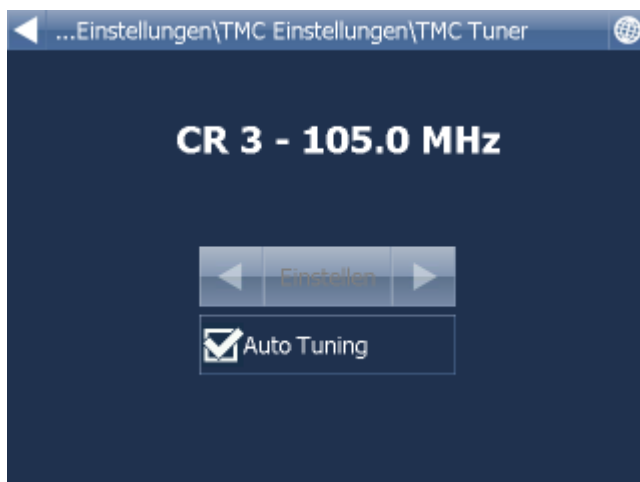 ...Einstellungen\TMC Einstellungen\TMC Tuner
CR 3 - 105.0 MHz
Einstellen
Auto Tuning